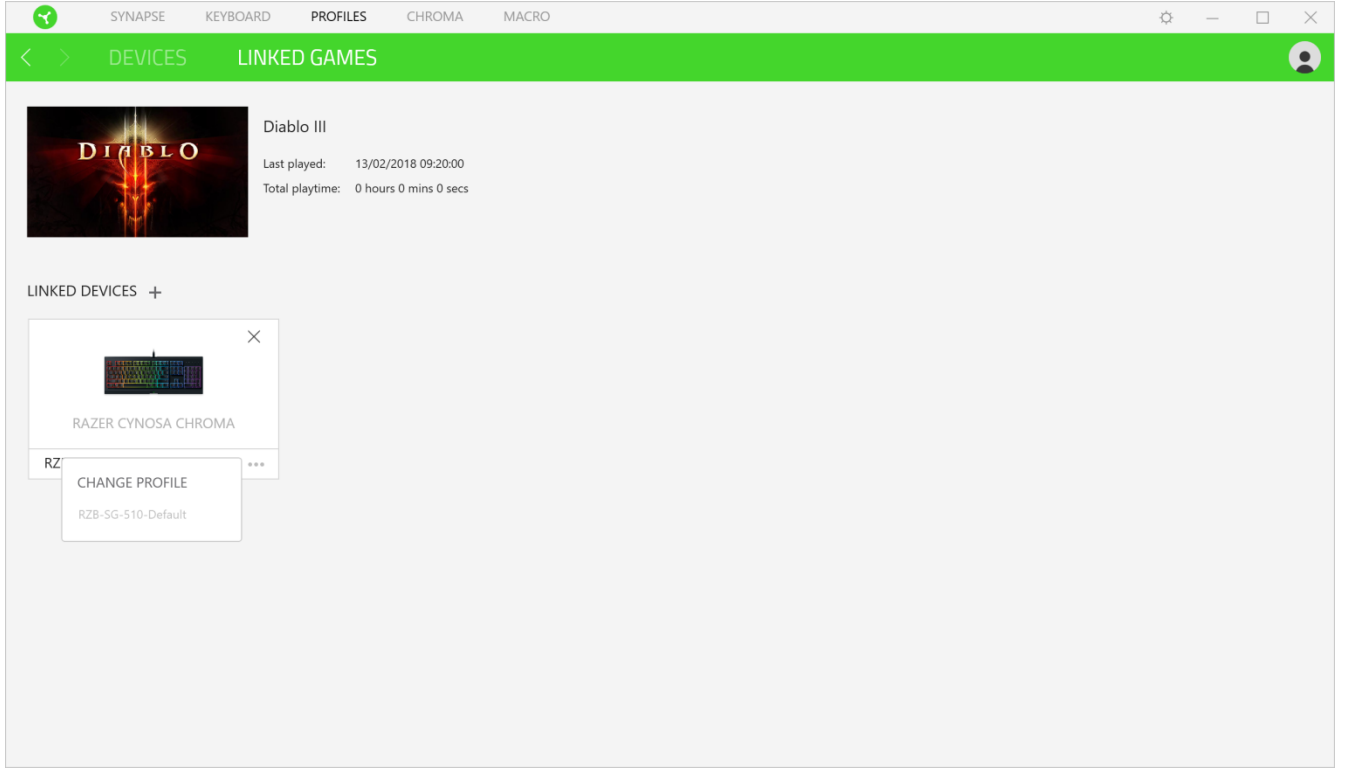 SYNAPSE KEYBOARD PROFILES CHROMA MACRO
DEVICES LINKED GAMES
DIABLO
Diablo III
Last played: 13/02/2018 09:20:00
Total playtime: 0 hours 0 mins 0 secs
LINKED DEVICES +
RAZER CYNOSA CHROMA
RZ
CHANGE PROFILE
RZB-SG-510-Default